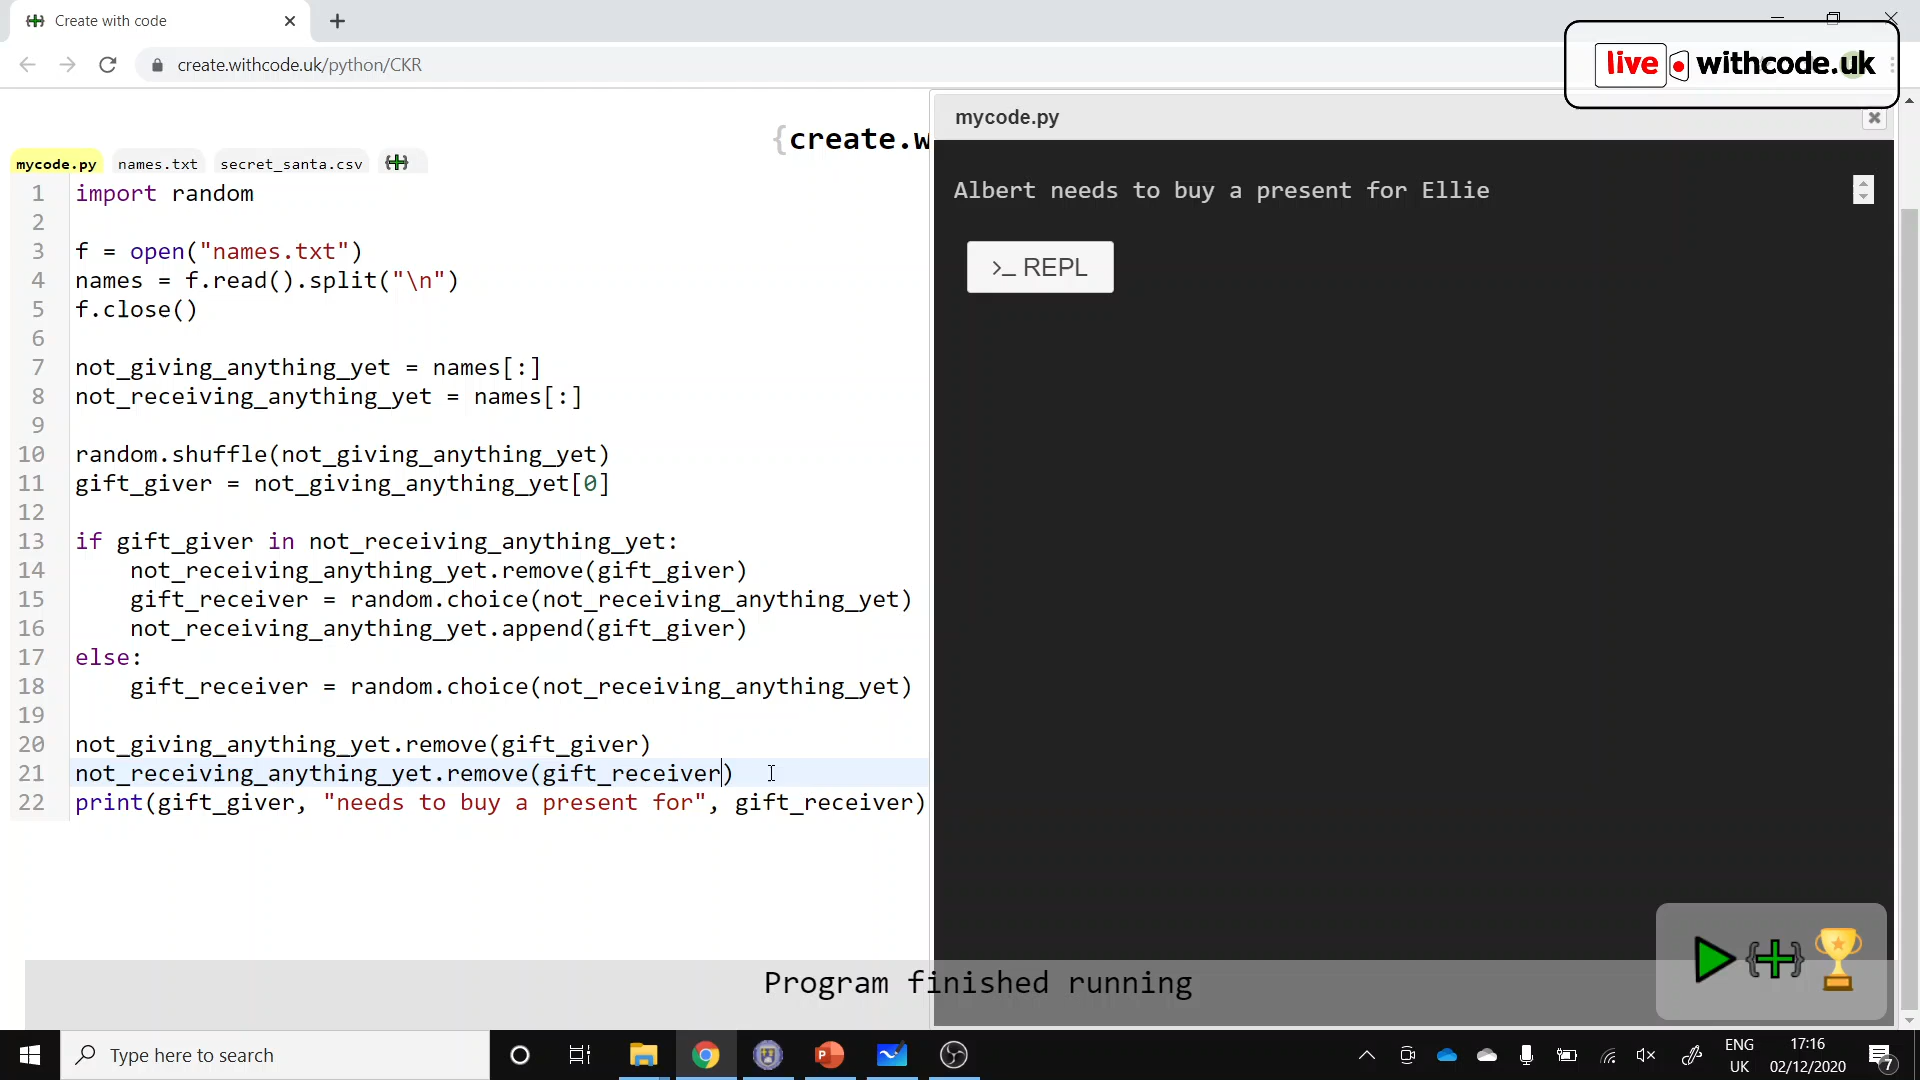 Create with code
create.withcode.uk/python/CKR
live withcode.uk
{create.w
mycode.py
names.txt
secret_santa.csv
1 import random
2
3 f = open("names.txt")
4 names = f.read().split("\n")
5 f.close()
6
7 not_giving_anything_yet = names[:]
8 not_receiving_anything_yet = names[:]
9
10 random.shuffle(not_giving_anything_yet)
11 gift_giver = not_giving_anything_yet[0]
12
13 if gift_giver in not_receiving_anything_yet:
14 not_receiving_anything_yet.remove(gift_giver)
15 gift_receiver = random.choice(not_receiving_anything_yet)
16 not_receiving_anything_yet.append(gift_giver)
17 else:
18 gift_receiver = random.choice(not_receiving_anything_yet)
19
20 not_giving_anything_yet.remove(gift_giver)
21 not_receiving_anything_yet.remove(gift_receiver)
22 print(gift_giver, "needs to buy a present for", gift_receiver)
mycode.py
Albert needs to buy a present for Ellie
>_ REPL
Program finished running
Type here to search
ENG
UK
17:16
02/12/2020
7